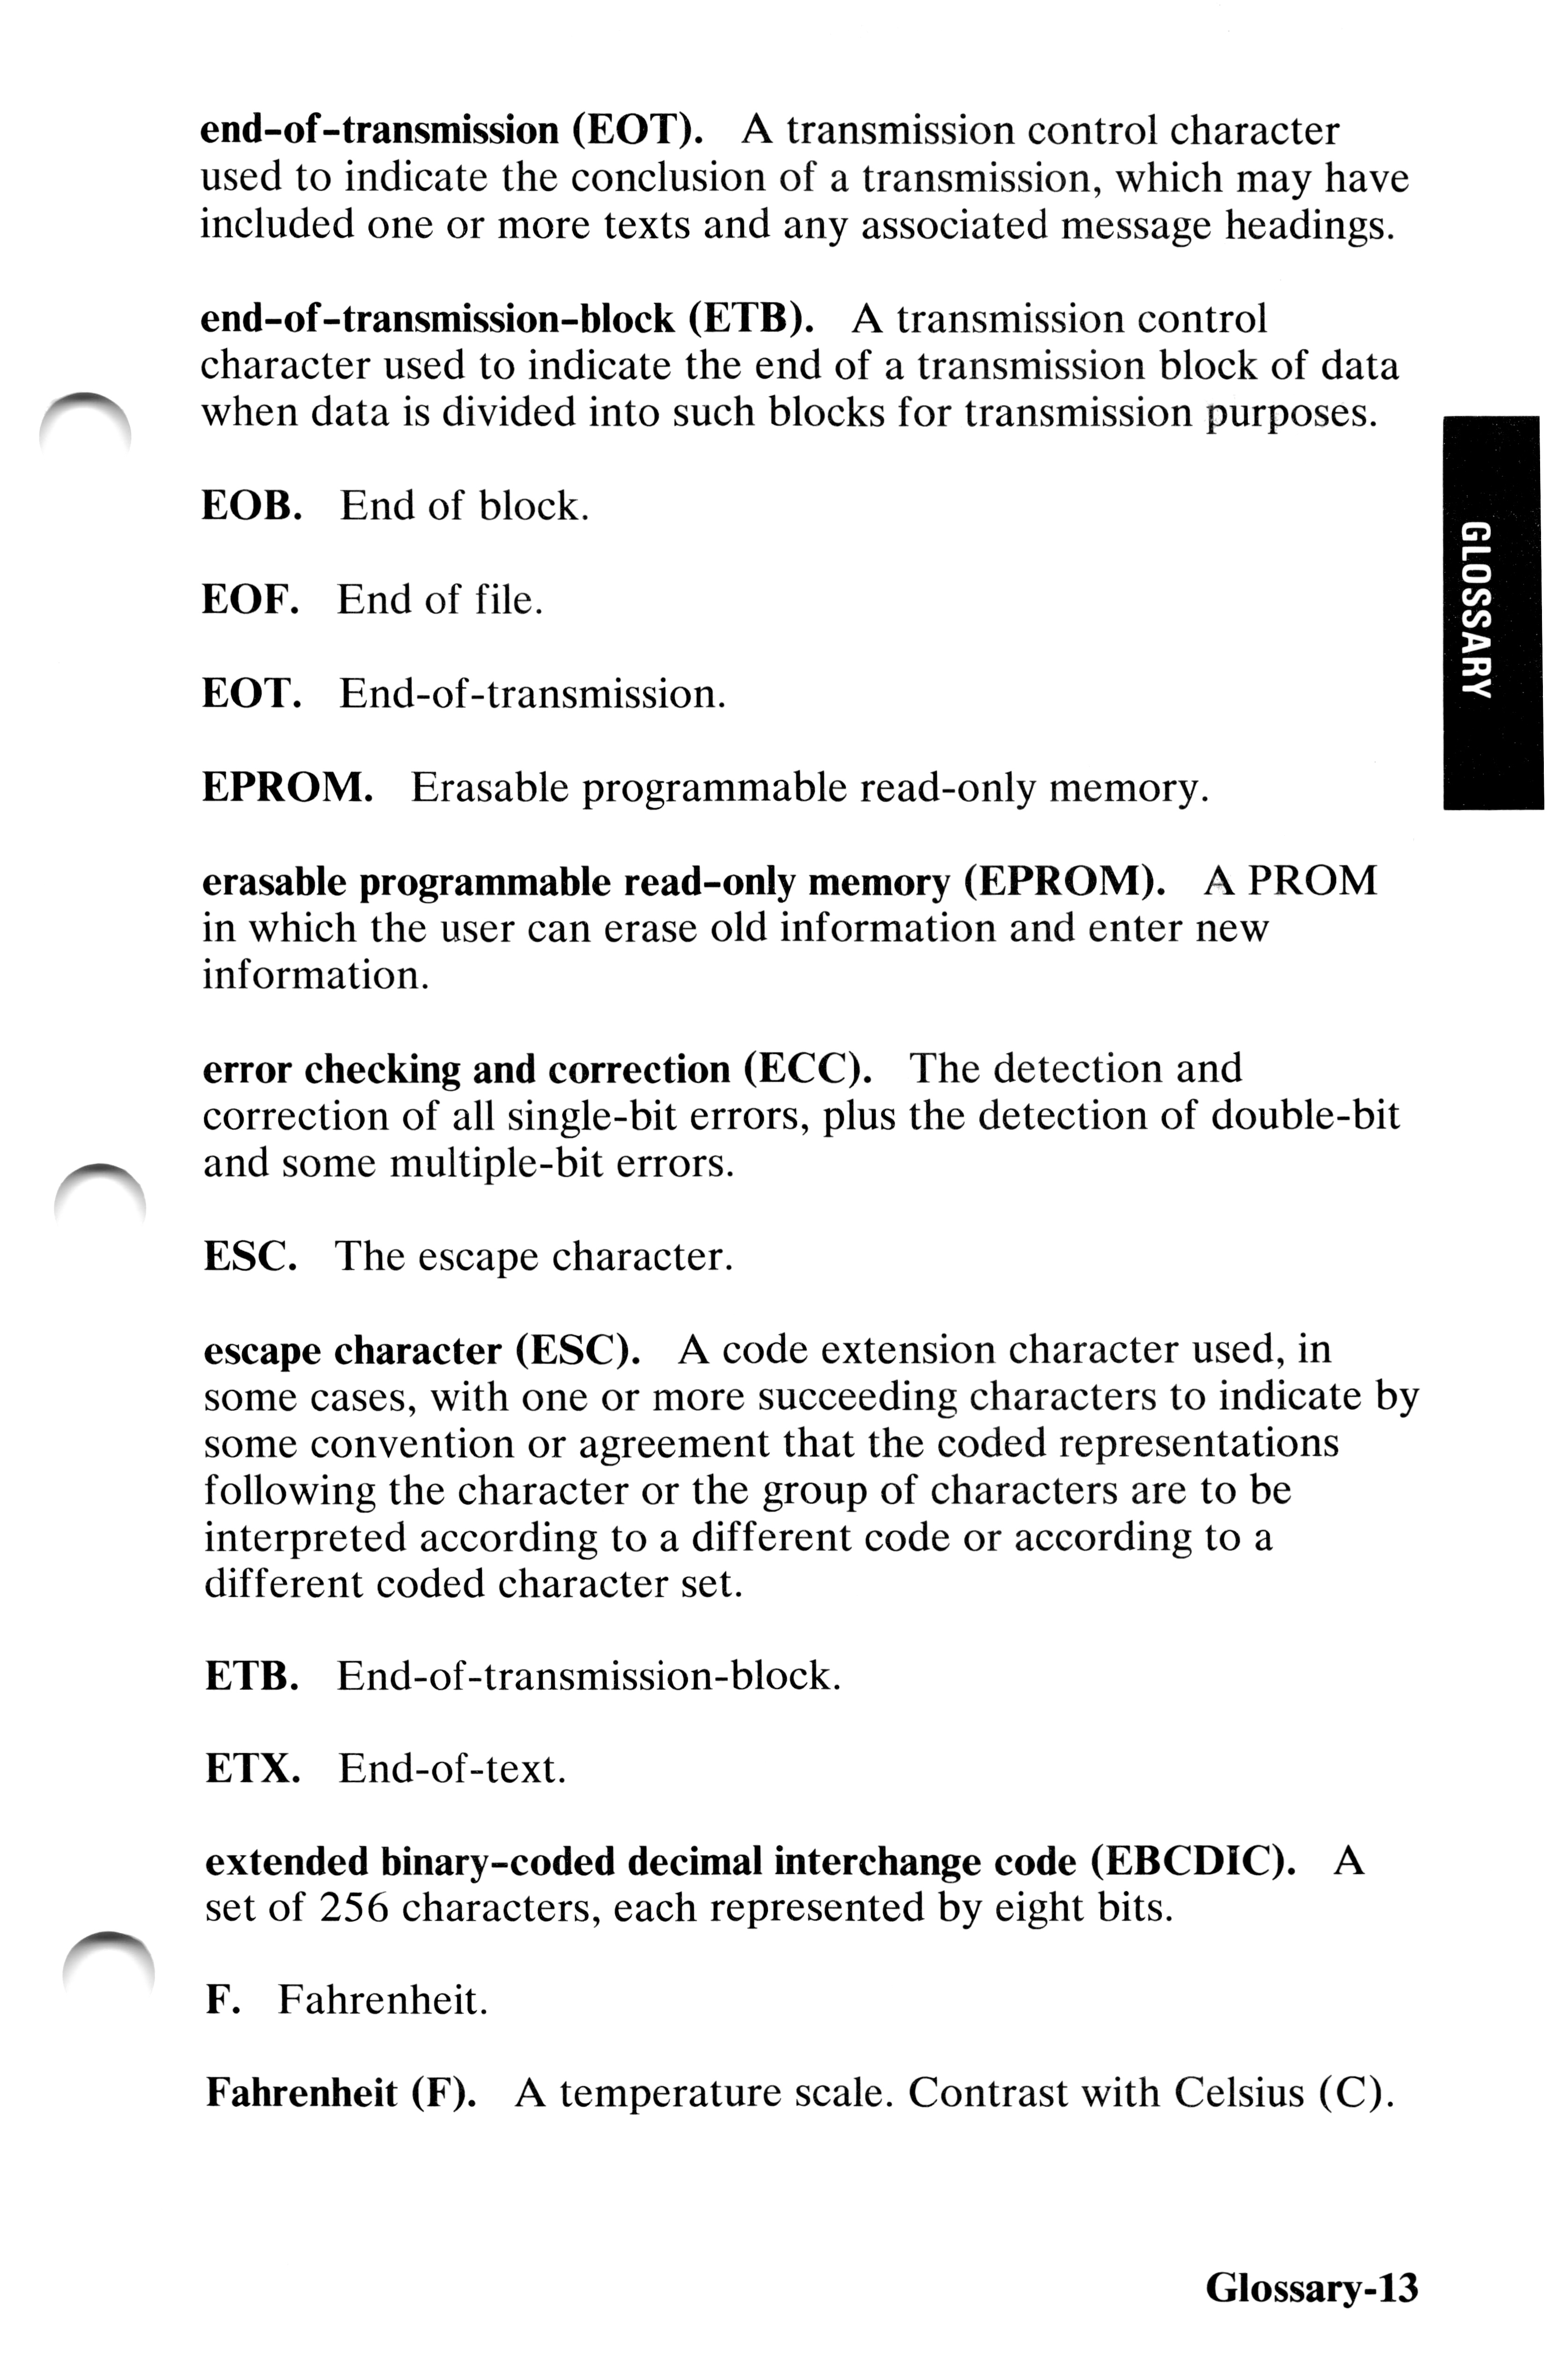 end-of-transmission (EOT). A transmission control character
used to indicate the conclusion of a transmission, which may have
included one or more texts and any associated message headings.
end-of-transmission-block (ETB). A transmission control
character used to indicate the end of a transmission block of data
when data is divided into such blocks for transmission purposes.
EOB. End of block.
EOF. End of file.
EOT. End-of-transmission.
EPROM. Erasable programmable read-only memory.
erasable programmable read-only memory (EPROM). A PROM
in which the user can erase old information and enter new
information.
error checking and correction (ECC). The detection and
correction of all single-bit errors, plus the detection of double-bit
and some multiple-bit errors.
ESC. The escape character.
escape character (ESC). A code extension character used, in
some cases, with one or more succeeding characters to indicate by
some convention or agreement that the coded representations
following the character or the group of characters are to be
interpreted according to a different code or according to a
different coded character set.
ETB. End-of-transmission-block.
ETX. End-of-text.
extended binary-coded decimal interchange code (EBCDIC). A
set of 256 characters, each represented by eight bits.
F. Fahrenheit.
Fahrenheit (F). A temperature scale. Contrast with Celsius (C).
GLOSSARY
Glossary-13